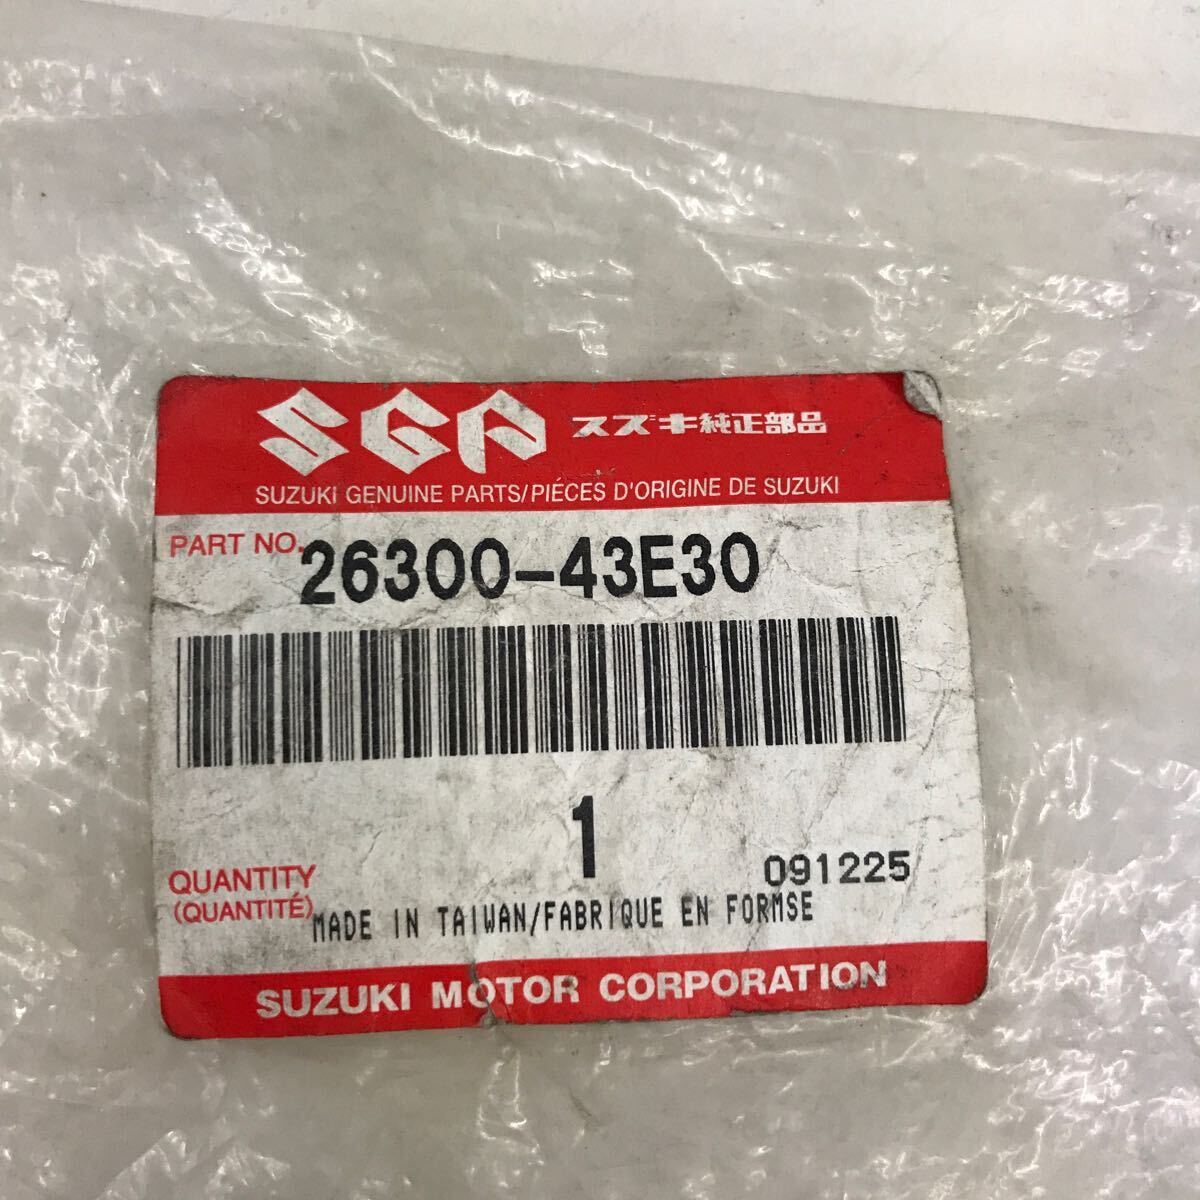 SGP スズキ純正部品
SUZUKI GENUINE PARTS/PIÉCES D'ORIGINE DE SUZUKI
PART NO. 26300-43E30
1
QUANTITY 091225
(QUANTITÉ) MADE IN TAIWAN/FABRIQUE EN FORMSE
SUZUKI MOTOR CORPORATION